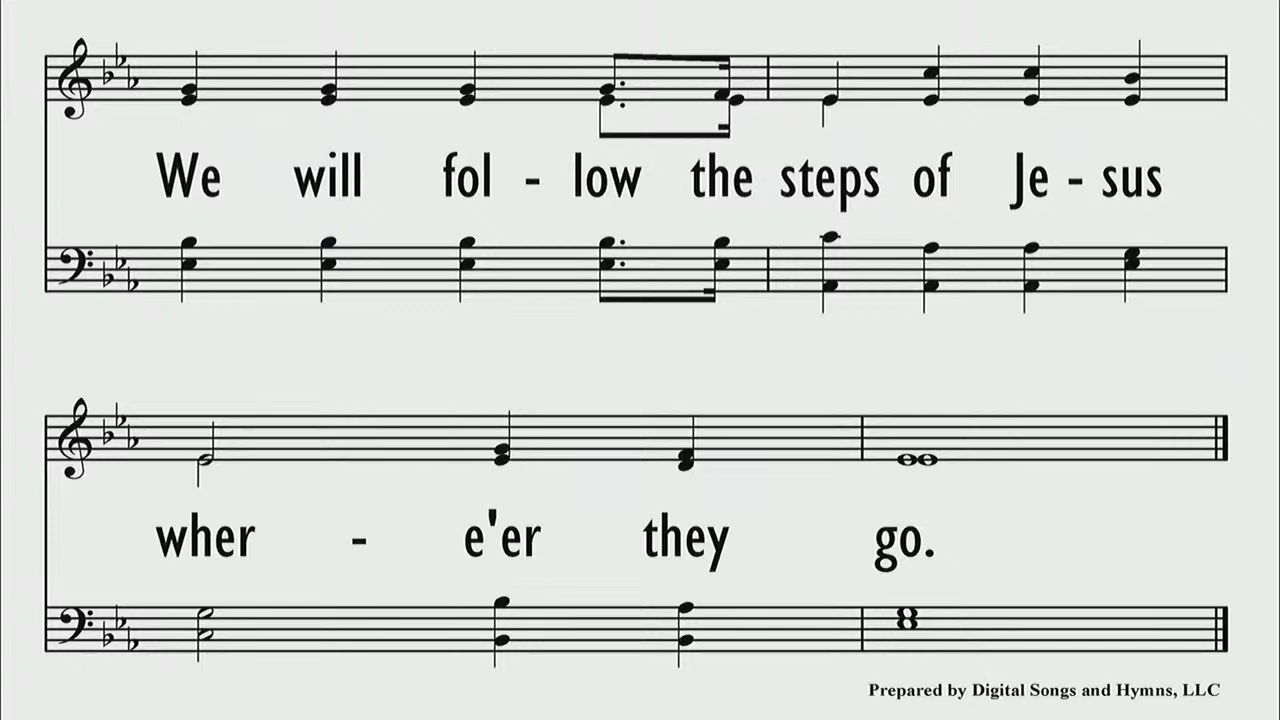 We will fol - low the steps of Je - sus
wher - e'er they go.
Prepared by Digital Songs and Hymns, LLC